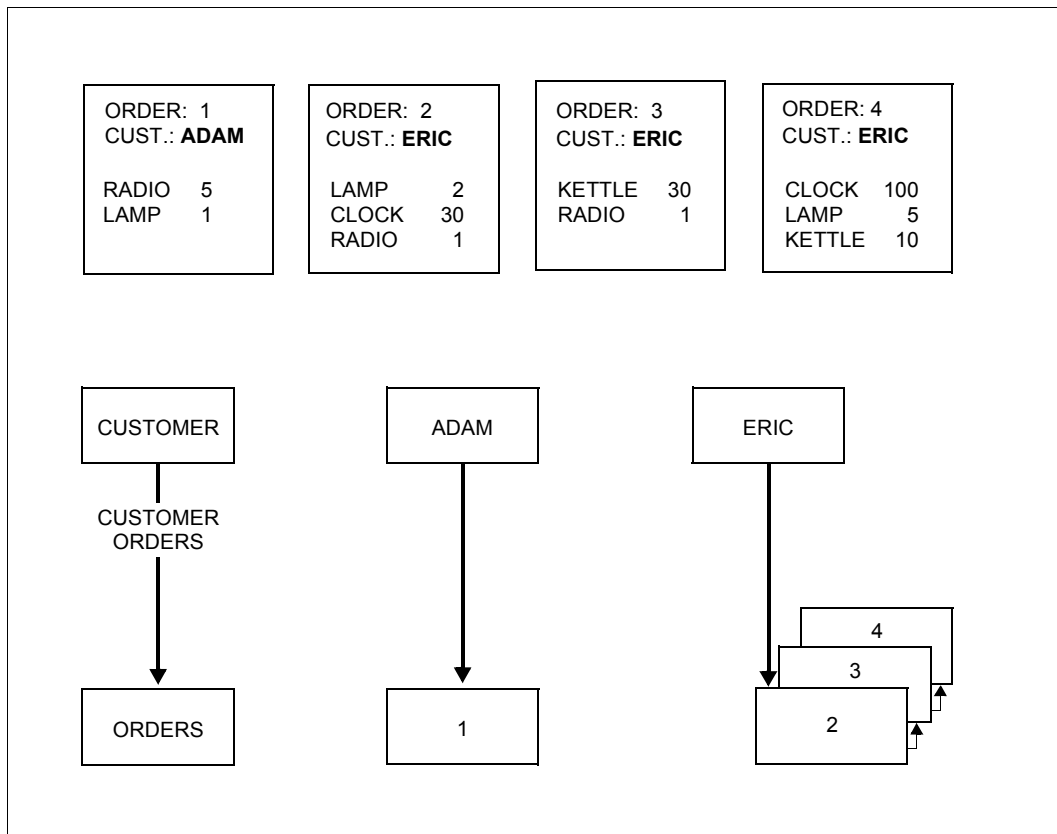 ORDER: 1
CUST.: ADAM
RADIO 5
LAMP 1
ORDER: 2
CUST.: ERIC
LAMP 2
CLOCK 30
RADIO 1
ORDER: 3
CUST.: ERIC
KETTLE 30
RADIO 1
ORDER: 4
CUST.: ERIC
CLOCK 100
LAMP 5
KETTLE 10
CUSTOMER
ADAM
ERIC
CUSTOMER
ORDERS
4
3
ORDERS
1
2